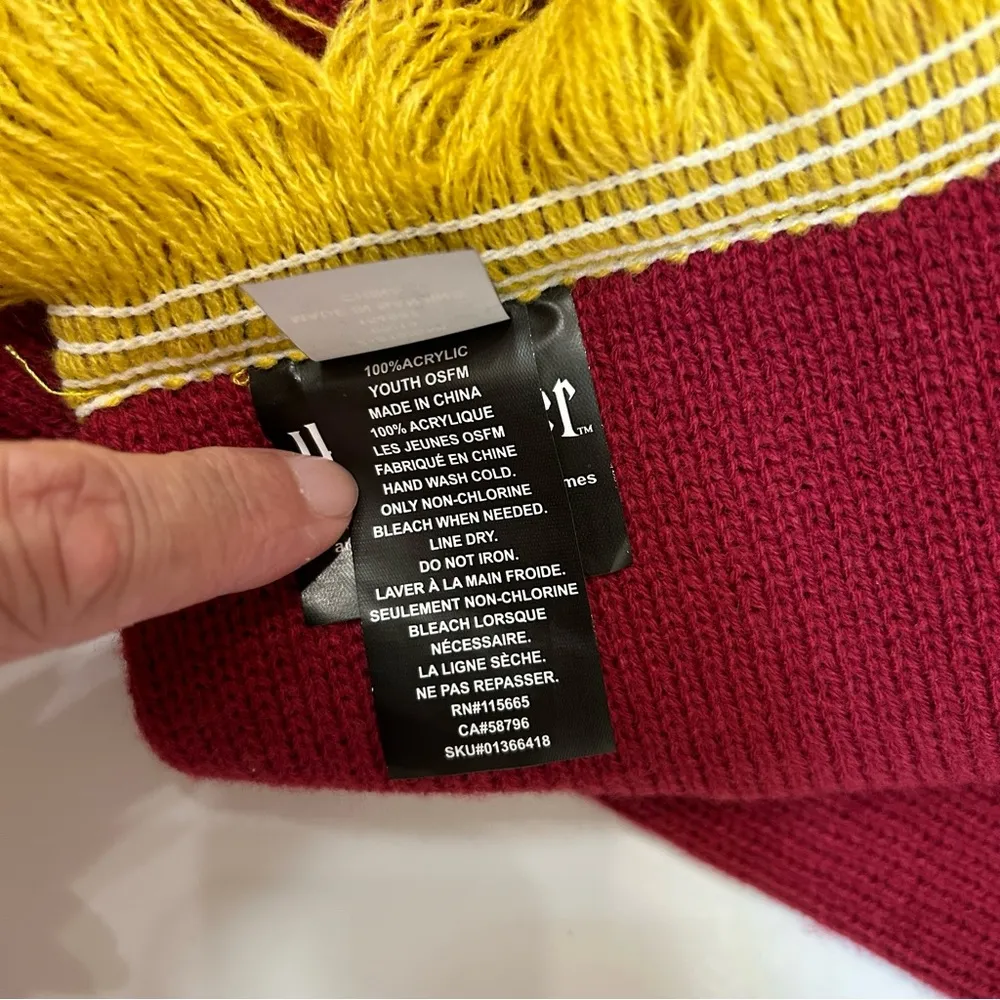 100%ACRYLIC
YOUTH OSFM
MADE IN CHINA
100% ACRYLIQUE
LES JEUNES OSFM
FABRIQUÉ EN CHINE
HAND WASH COLD.
ONLY NON-CHLORINE
BLEACH WHEN NEEDED.
LINE DRY.
DO NOT IRON.
LAVER À LA MAIN FROIDE.
SEULEMENT NON-CHLORINE
BLEACH LORSQUE
NÉCESSAIRE.
LA LIGNE SÈCHE.
NE PAS REPASSER.
RN#115665
CA#58796
SKU#01366418